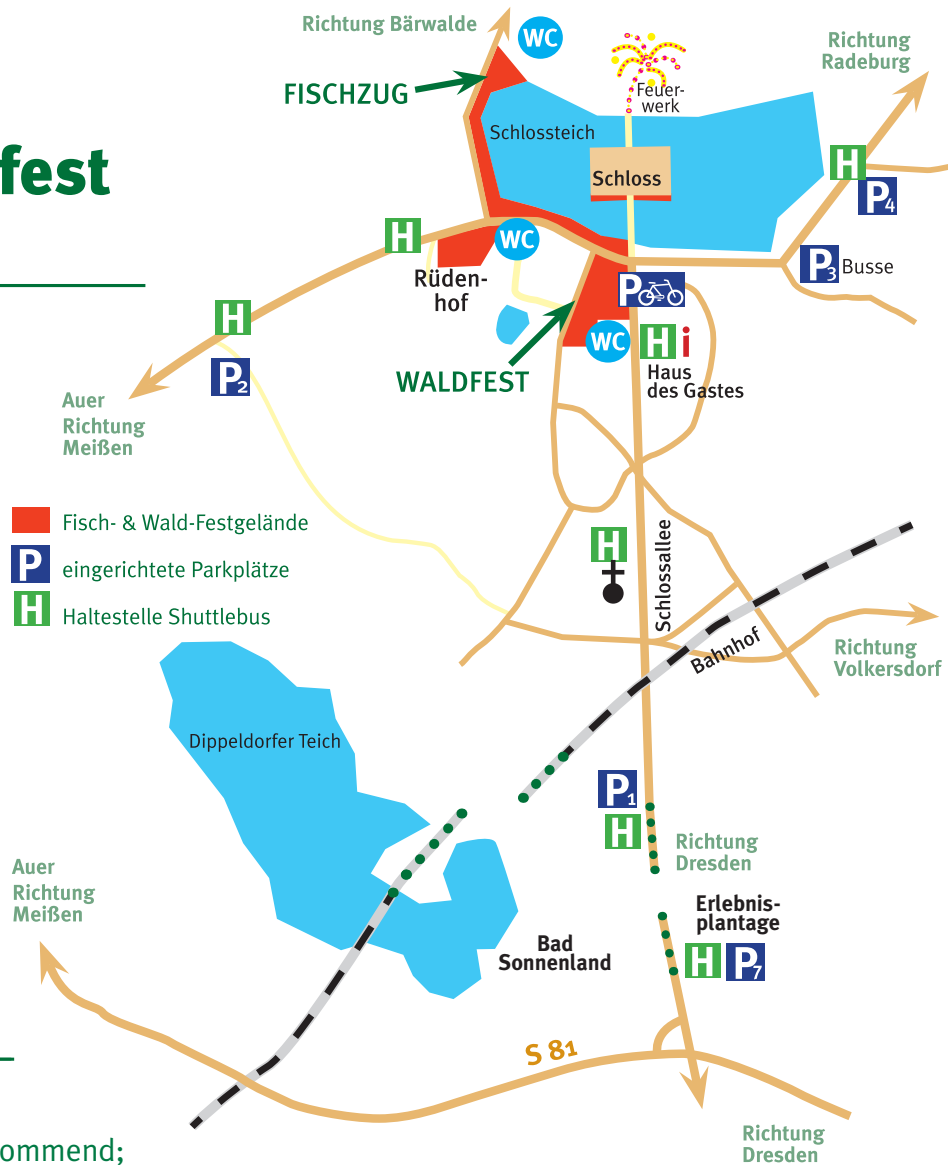 Richtung Bärwalde
WC
FISCHZUG
Feuer-
werk
Richtung
Radeburg
Schlossteich
fest
Schloss
H
P4
H
WC
P3 Busse
Rüden-
hof
P
H
WC
H i
P2
WALDFEST
Haus
des Gastes
Auer
Richtung
Meißen
Fisch- & Wald-Festgelände
P eingerichtete Parkplätze
H Haltestelle Shuttlebus
H
Schlossallee
Bahnhof
Richtung
Volkersdorf
Dippeldorfer Teich
P1
H
Richtung
Dresden
Auer
Richtung
Meißen
Erlebnis-
plantage
H P7
Bad
Sonnenland
S 81
Richtung
Dresden
ommend;